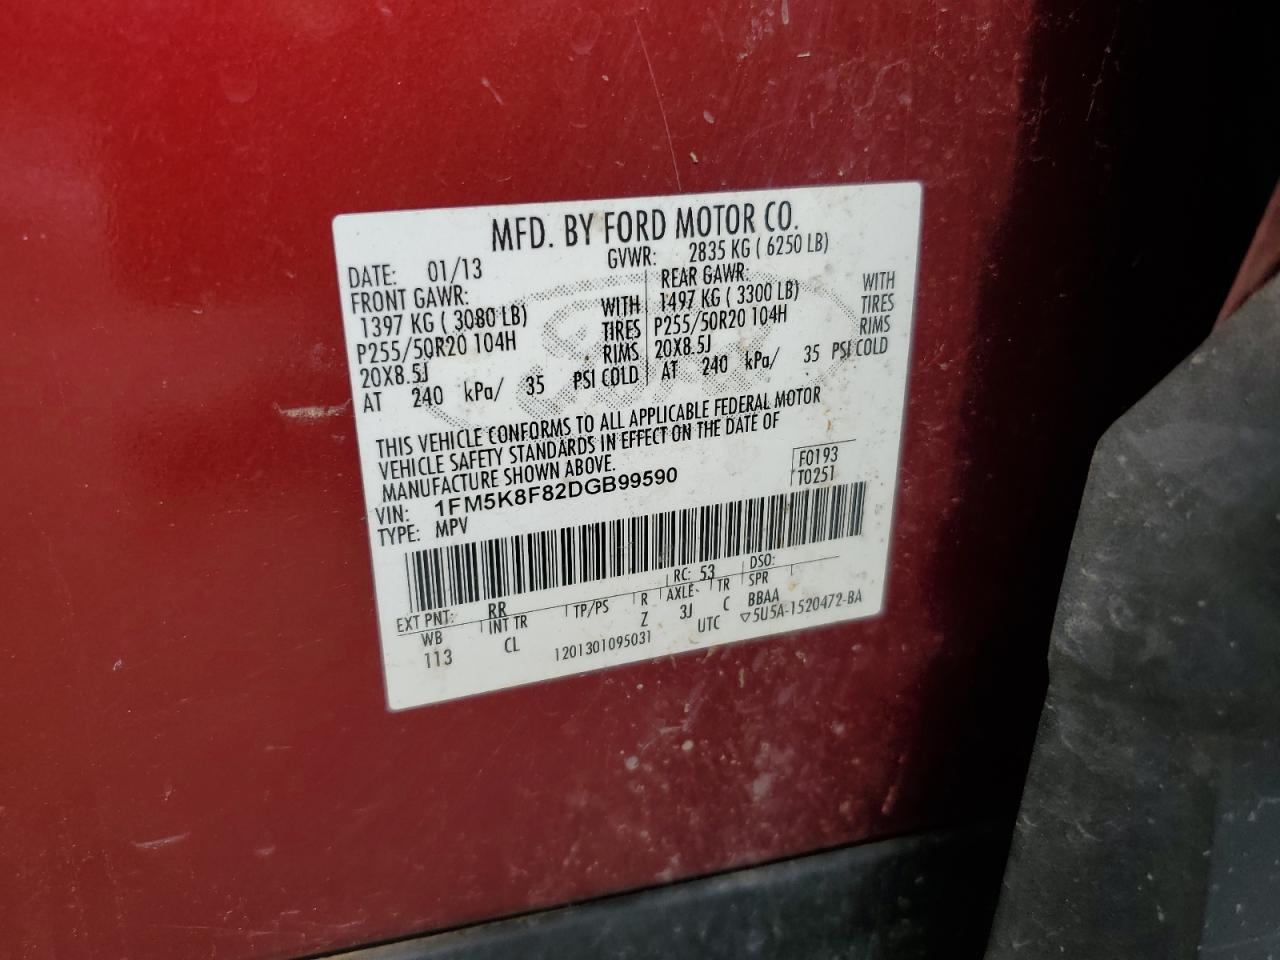 MFD. BY FORD MOTOR CO.
DATE: 01/13 GVWR: 2835 KG ( 6250 LB)
FRONT GAWR: REAR GAWR:
1397 KG ( 3080 LB) WITH 1497 KG ( 3300 LB) WITH
P255/50R20 104H TIRES P255/50R20 104H TIRES
20X8.5J RIMS 20X8.5J RIMS
AT 240 kPa/ 35 PSI COLD AT 240 kPa/ 35 PSI COLD
THIS VEHICLE CONFORMS TO ALL APPLICABLE FEDERAL MOTOR
VEHICLE SAFETY STANDARDS IN EFFECT ON THE DATE OF
MANUFACTURE SHOWN ABOVE.
F0193
VIN: 1FM5K8F82DGB99590 T0251
TYPE: MPV
EXT PNT: RR RC: 53 DSO:
WB INT TR TP/PS R AXLE TR SPR
113 CL Z 3J C BBAA
1201301095031 UTC ▽5U5A-1520472-BA